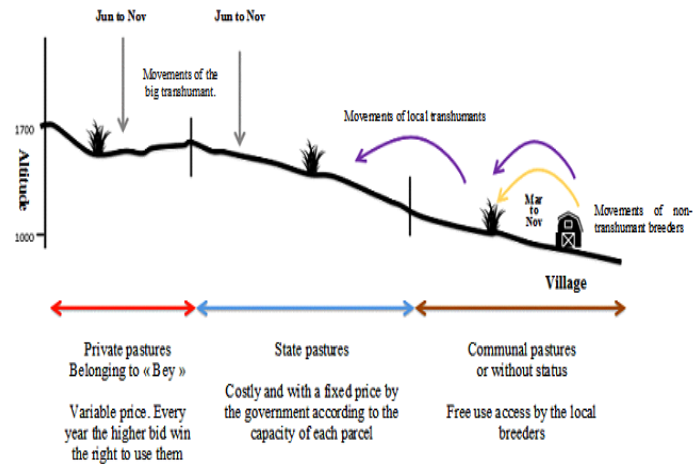 Jun to Nov
Jun to Nov
Movements of the
big transhumant.
Movements of local transhumants
1700
Altitude
1000
Mar
to
Nov
Movements of non-
transhumant breeders
Village
Private pastures
Belonging to « Bey »
Variable price. Every
year the higher bid win
the right to use them
State pastures
Costly and with a fixed price by
the government according to the
capacity of each parcel
Communal pastures
or without status
Free use access by the local
breeders